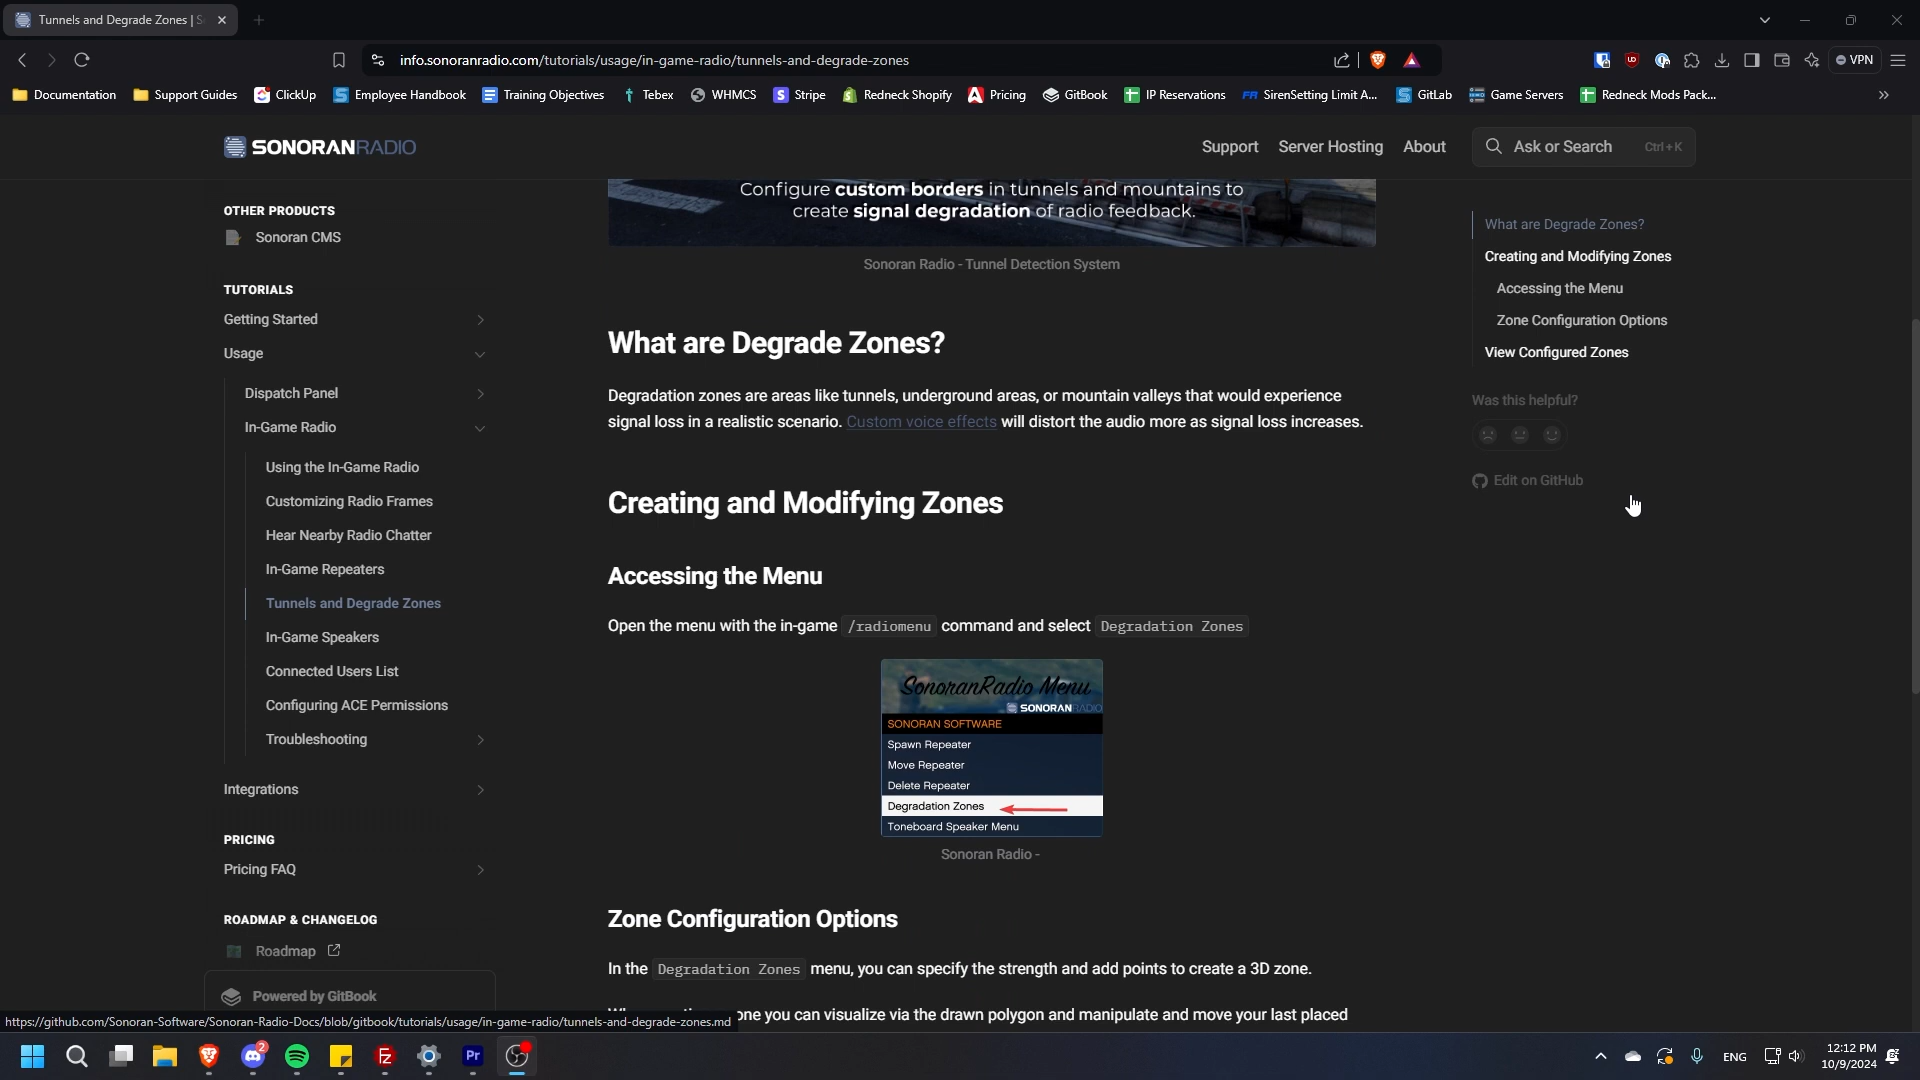 Tunnels and Degrade Zones | S
info.sonoranradio.com/tutorials/usage/in-game-radio/tunnels-and-degrade-zones
VPN
Documentation
Support Guides
ClickUp
Employee Handbook
Training Objectives
Tebex
WHMCS
Stripe
Redneck Shopify
Pricing
GitBook
IP Reservations
SirenSetting Limit A...
GitLab
Game Servers
Redneck Mods Pack...
SONORANRADIO
Support
Server Hosting
About
Ask or Search
Ctrl+K
OTHER PRODUCTS
Sonoran CMS
TUTORIALS
Getting Started
Usage
Dispatch Panel
In-Game Radio
Using the In-Game Radio
Customizing Radio Frames
Hear Nearby Radio Chatter
In-Game Repeaters
Tunnels and Degrade Zones
In-Game Speakers
Connected Users List
Configuring ACE Permissions
Troubleshooting
Integrations
PRICING
Pricing FAQ
ROADMAP & CHANGELOG
Roadmap
Powered by GitBook
Configure custom borders in tunnels and mountains to
create signal degradation of radio feedback.
Sonoran Radio - Tunnel Detection System
What are Degrade Zones?
Degradation zones are areas like tunnels, underground areas, or mountain valleys that would experience
signal loss in a realistic scenario. Custom voice effects will distort the audio more as signal loss increases.
Creating and Modifying Zones
Accessing the Menu
Open the menu with the in-game /radiomenu command and select Degradation Zones
SonoranRadio Menu
SONORANRADIO
SONORAN SOFTWARE
Spawn Repeater
Move Repeater
Delete Repeater
Degradation Zones
Toneboard Speaker Menu
Sonoran Radio -
Zone Configuration Options
In the Degradation Zones menu, you can specify the strength and add points to create a 3D zone.
one you can visualize via the drawn polygon and manipulate and move your last placed
What are Degrade Zones?
Creating and Modifying Zones
Accessing the Menu
Zone Configuration Options
View Configured Zones
Was this helpful?
Edit on GitHub
https://github.com/Sonoran-Software/Sonoran-Radio-Docs/blob/gitbook/tutorials/usage/in-game-radio/tunnels-and-degrade-zones.md
2
Fz
Pr
ENG
12:12 PM
10/9/2024